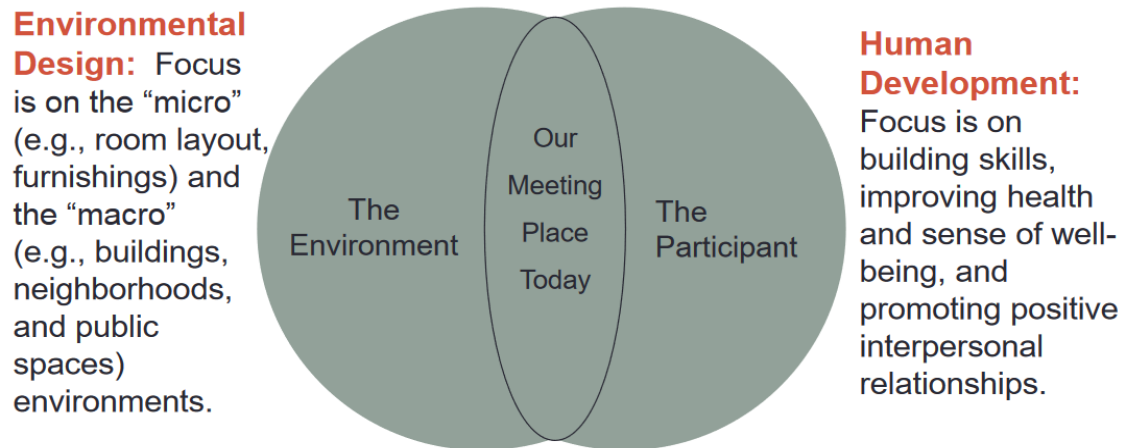 Environmental
Design: Focus
is on the “micro”
(e.g., room layout,
furnishings) and
the “macro”
(e.g., buildings,
neighborhoods,
and public
spaces)
environments.
The
Environment
Our
Meeting
Place
Today
The
Participant
Human
Development:
Focus is on
building skills,
improving health
and sense of well-
being, and
promoting positive
interpersonal
relationships.